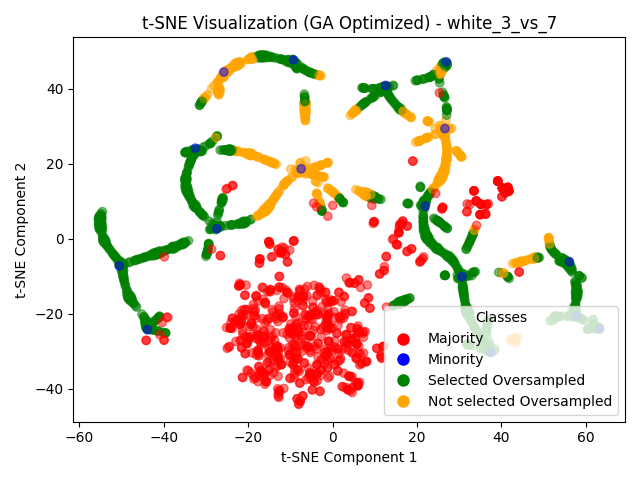 t-SNE Visualization (GA Optimized) - white_3_vs_7
t-SNE Component 2
40
20
0
−20
−40
Classes
Majority
Minority
Selected Oversampled
Not selected Oversampled
−60 −40 −20 0 20 40 60
t-SNE Component 1